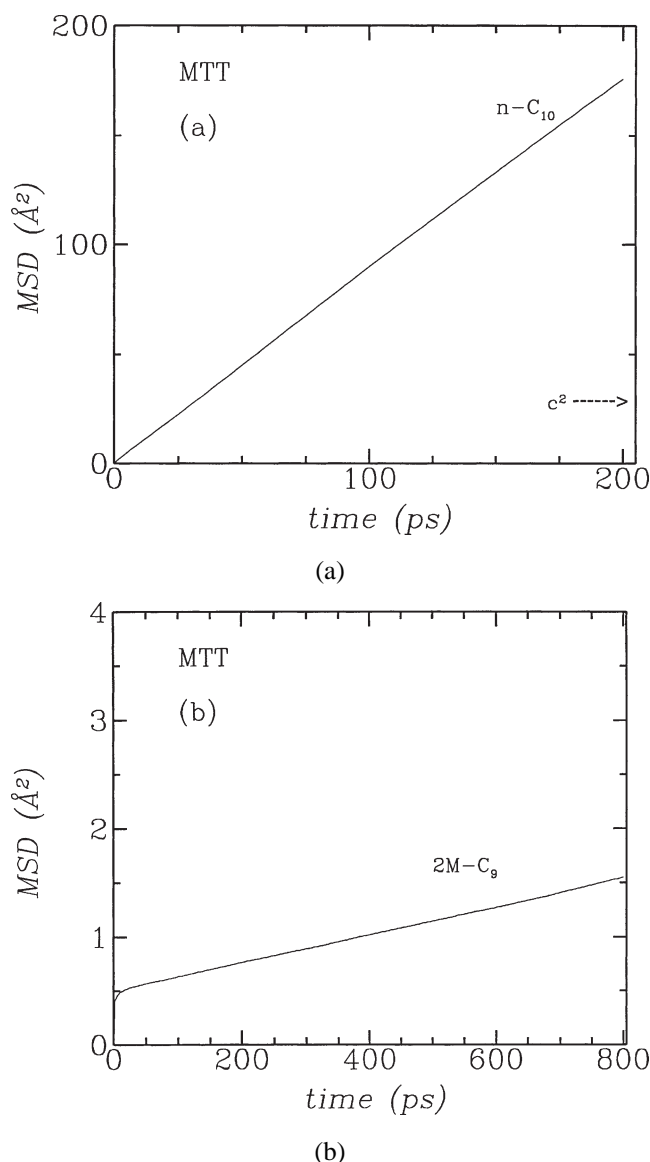 200
MTT
n-C₁₀
(a)
MSD (Å²)
100
c² ---->
0
0 100 200
time (ps)
(a)
4
MTT
(b)
3
MSD (Å²)
2
2M-C₉
1
0
0 200 400 600 800
time (ps)
(b)